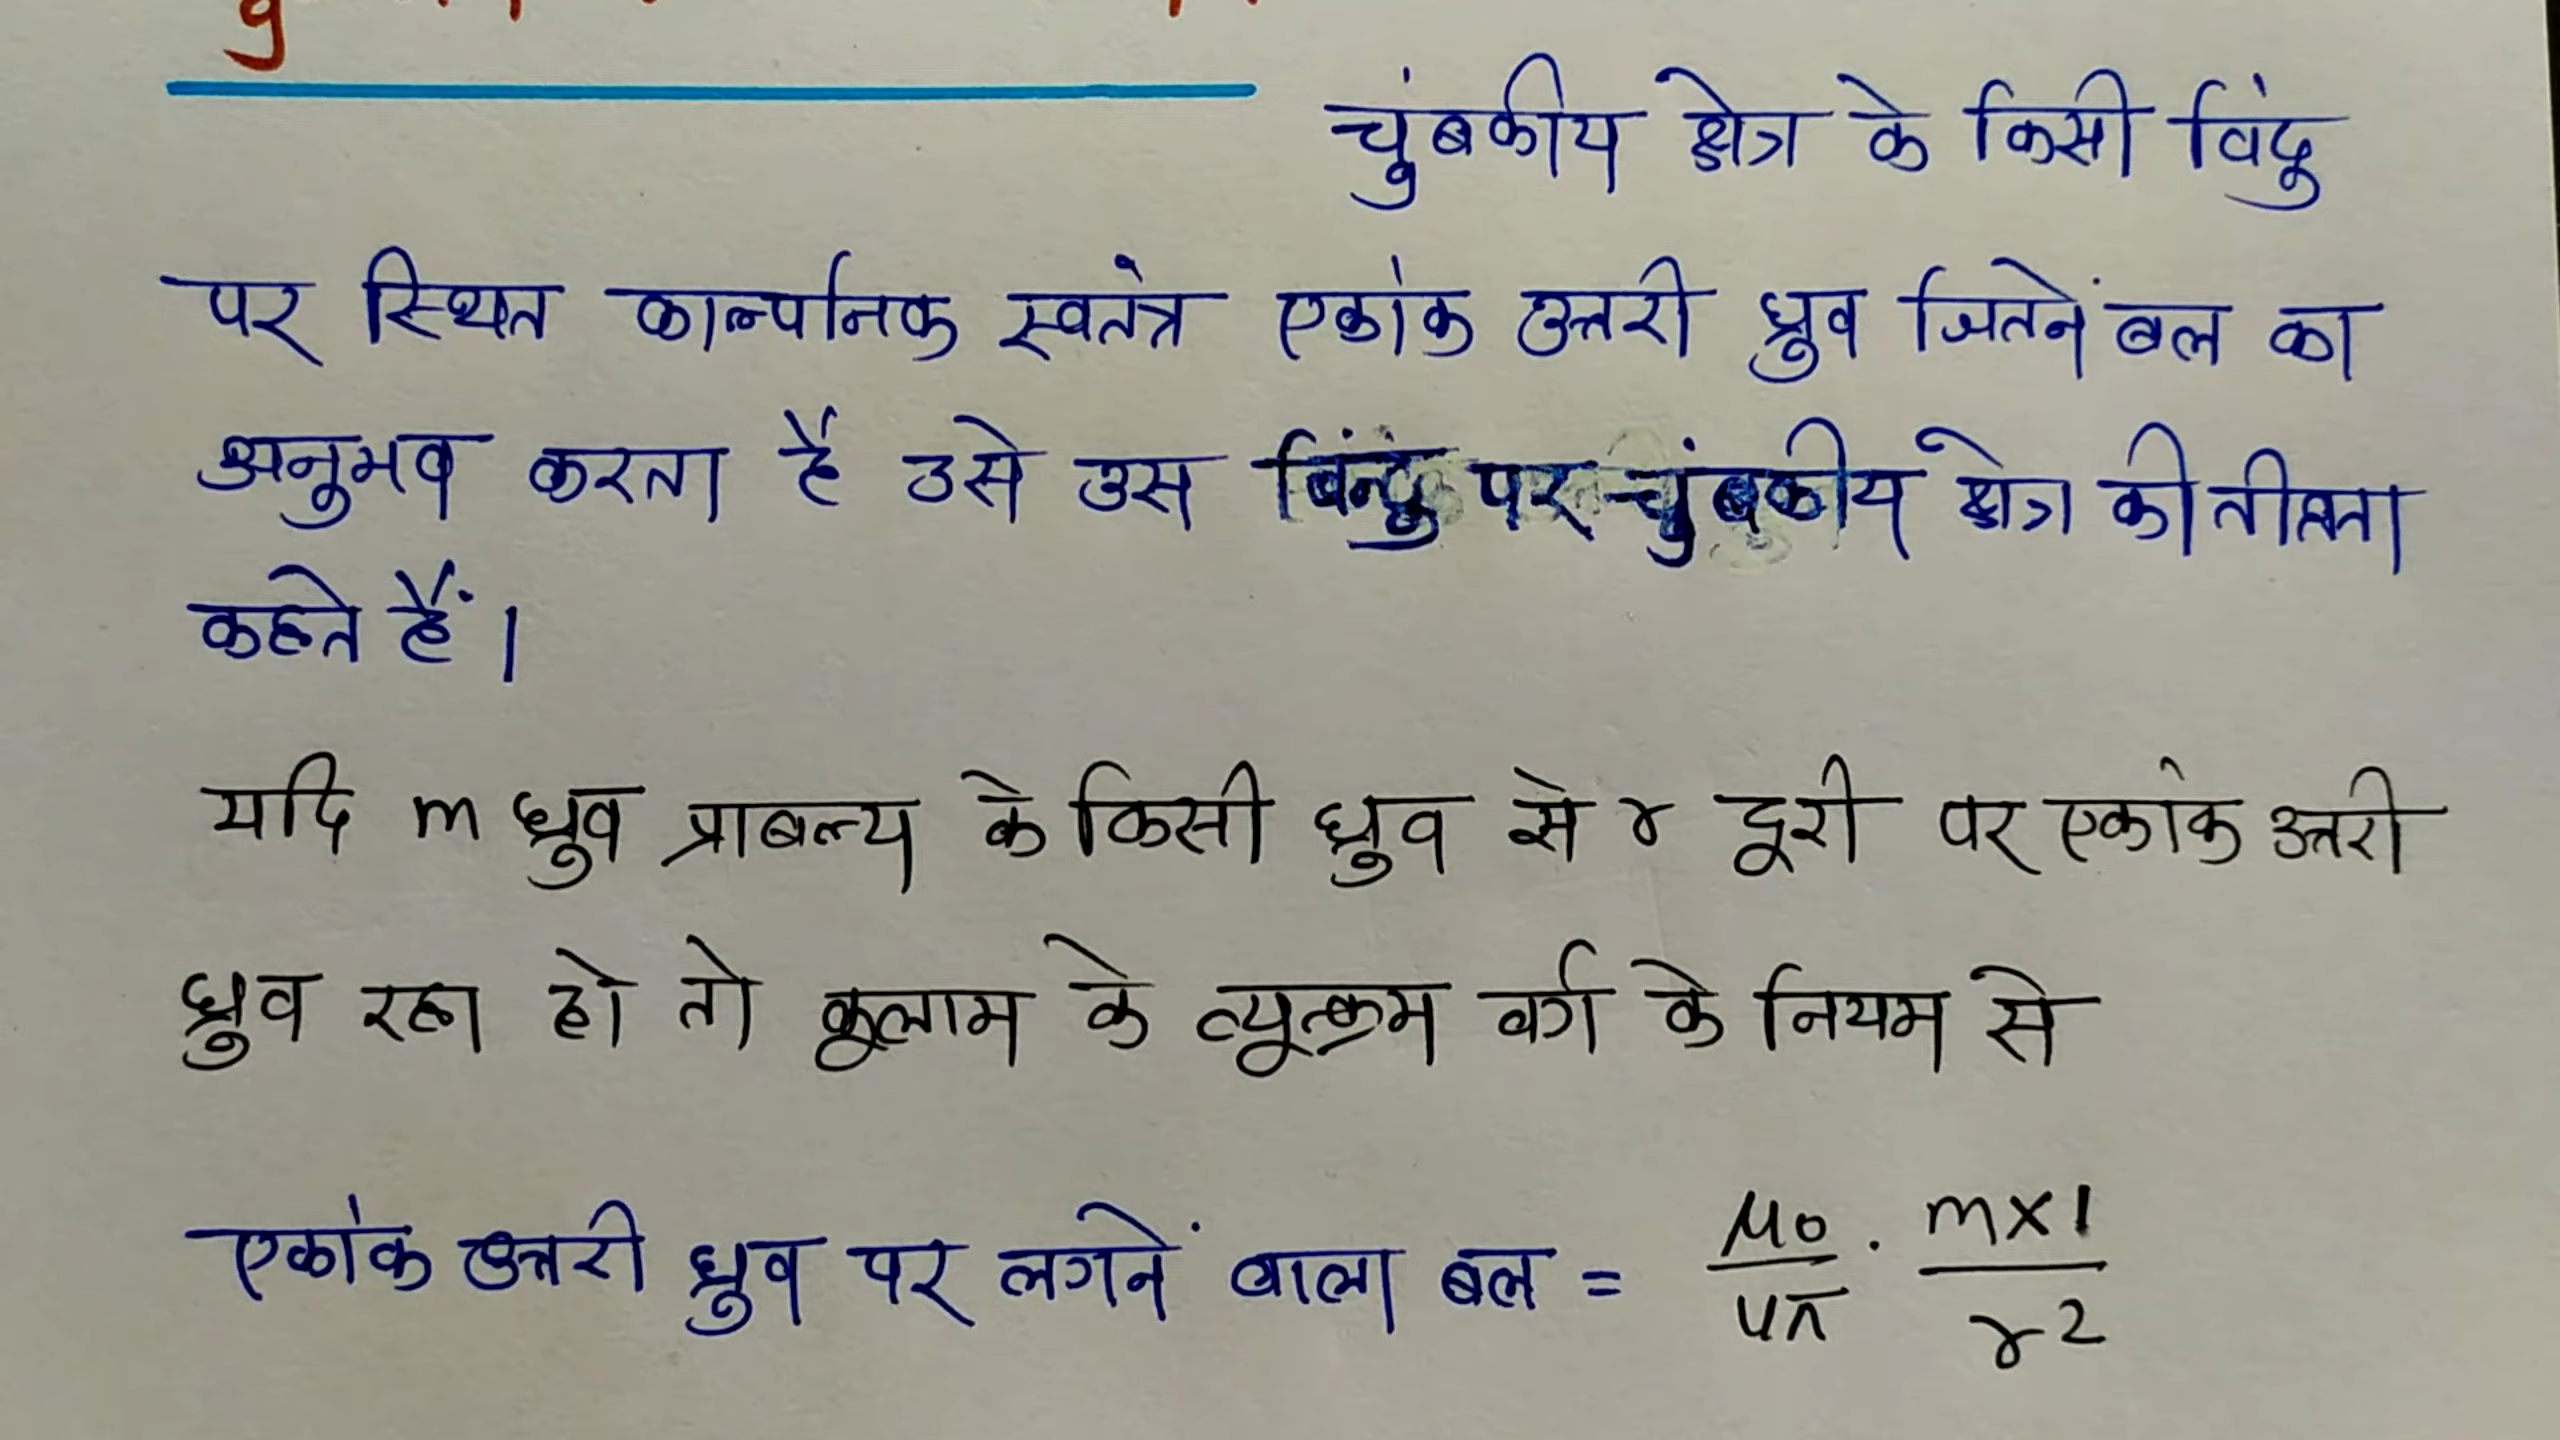 चुंबकीय क्षेत्र के किसी विंदु
पर स्थित काल्पनिक स्वतंत्र एकांक उत्तरी ध्रुव जितनें बल का
अनुभव करता है उसे उस बिंन्दु पर चुंबकीय क्षेत्र की तीव्रता
कहते हैं ।
यदि m ध्रुव प्राबल्य के किसी ध्रुव से r दूरी पर एकांक उत्तरी
ध्रुव रखा हो तो कूलाम के व्यूत्क्रम वर्ग के नियम से
एकांक उत्तरी ध्रुव पर लगनें वाला बल = μ0/4π . m×1/r2